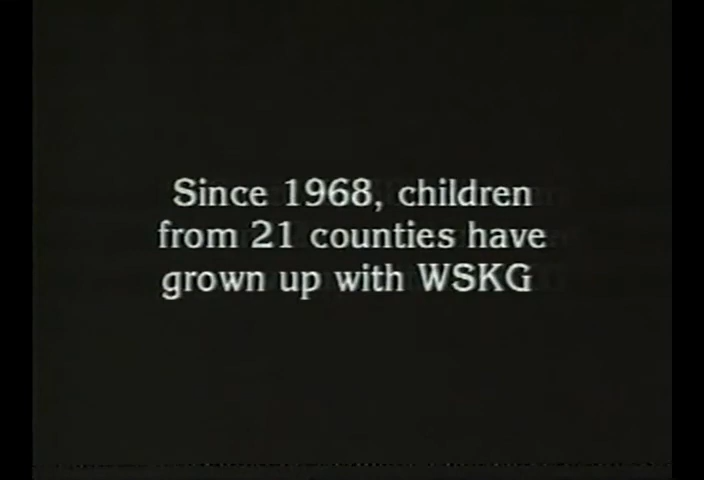 Since 1968, children
from 21 counties have
grown up with WSKG